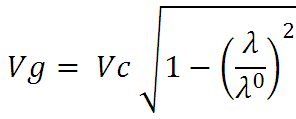 Vg = Vc √(1 − (λ/λ⁰)²)